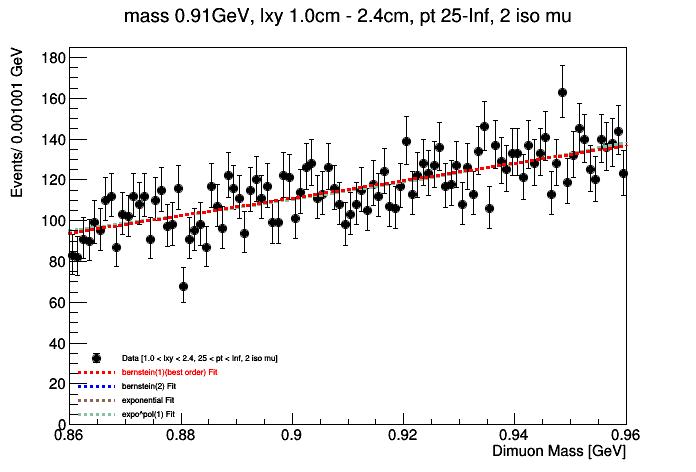 mass 0.91GeV, lxy 1.0cm - 2.4cm, pt 25-Inf, 2 iso mu
Events/ 0.001001 GeV
180
160
140
120
100
80
60
40
20
0
Data [1.0 < lxy < 2.4, 25 < pt < Inf, 2 iso mu]
bernstein(1)(best order) Fit
bernstein(2) Fit
exponential Fit
expo*pol(1) Fit
0.86 0.88 0.9 0.92 0.94 0.96
Dimuon Mass [GeV]